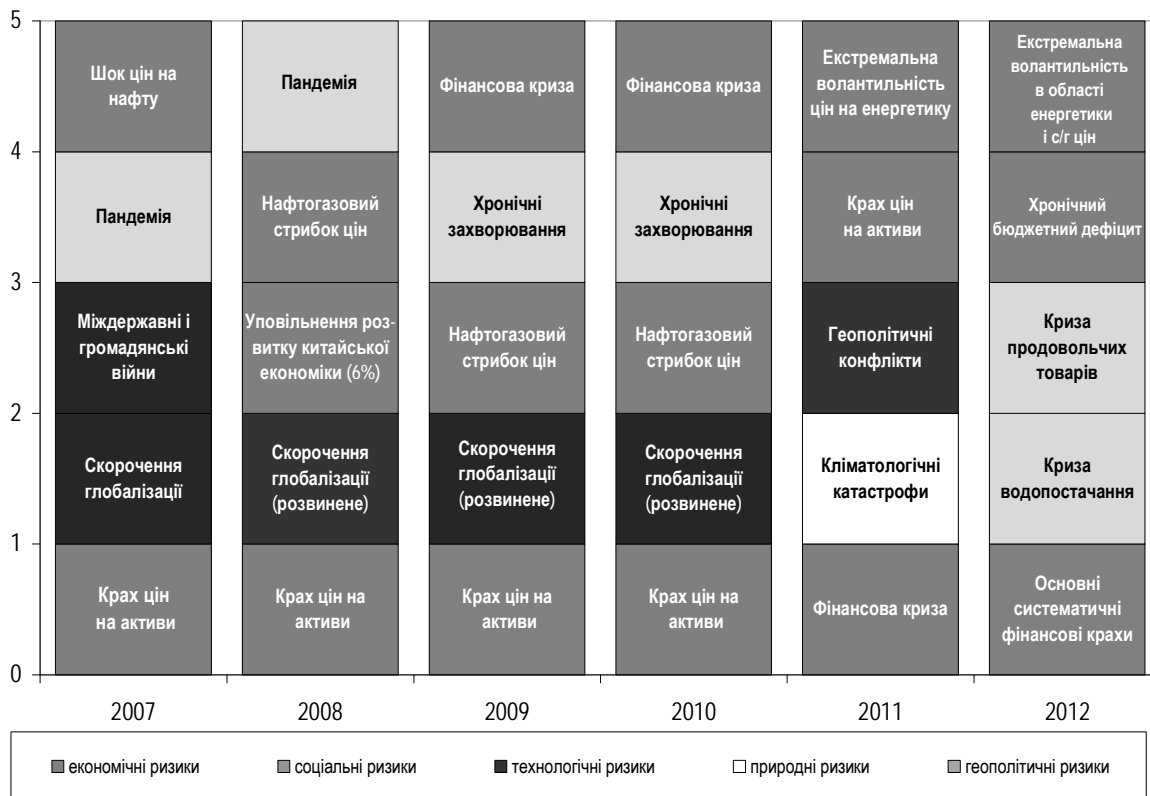 5
4
3
2
1
0
Шок цін на
нафту
Пандемія
Міждержавні і
громадянські
війни
Скорочення
глобалізації
Крах цін
на активи
2007
Пандемія
Нафтогазовий
стрибок цін
Уповільнення роз-
витку китайської
економіки (6%)
Скорочення
глобалізації
(розвинене)
Крах цін на
активи
2008
Фінансова криза
Хронічні
захворювання
Нафтогазовий
стрибок цін
Скорочення
глобалізації
(розвинене)
Крах цін на
активи
2009
Фінансова криза
Хронічні
захворювання
Нафтогазовий
стрибок цін
Скорочення
глобалізації
(розвинене)
Крах цін на
активи
2010
Екстремальна
волантильність
цін на енергетику
Крах цін
на активи
Геополітичні
конфлікти
Кліматологічні
катастрофи
Фінансова криза
2011
Екстремальна
волантильність
в області
енергетики
і с/г цін
Хронічний
бюджетний дефіцит
Криза
продовольчих
товарів
Криза
водопостачання
Основні
систематичні
фінансові крахи
2012
економічні ризики
соціальні ризики
технологічні ризики
природні ризики
геополітичні ризики